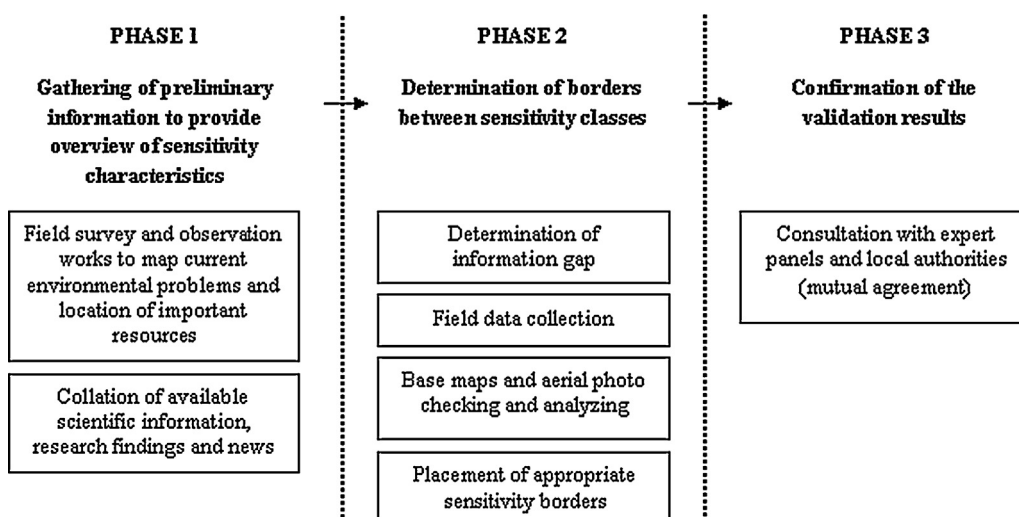 PHASE 1
Gathering of preliminary
information to provide
overview of sensitivity
characteristics
Field survey and observation
works to map current
environmental problems and
location of important
resources
Collation of available
scientific information,
research findings and news
PHASE 2
Determination of borders
between sensitivity classes
Determination of
information gap
Field data collection
Base maps and aerial photo
checking and analyzing
Placement of appropriate
sensitivity borders
PHASE 3
Confirmation of the
validation results
Consultation with expert
panels and local authorities
(mutual agreement)